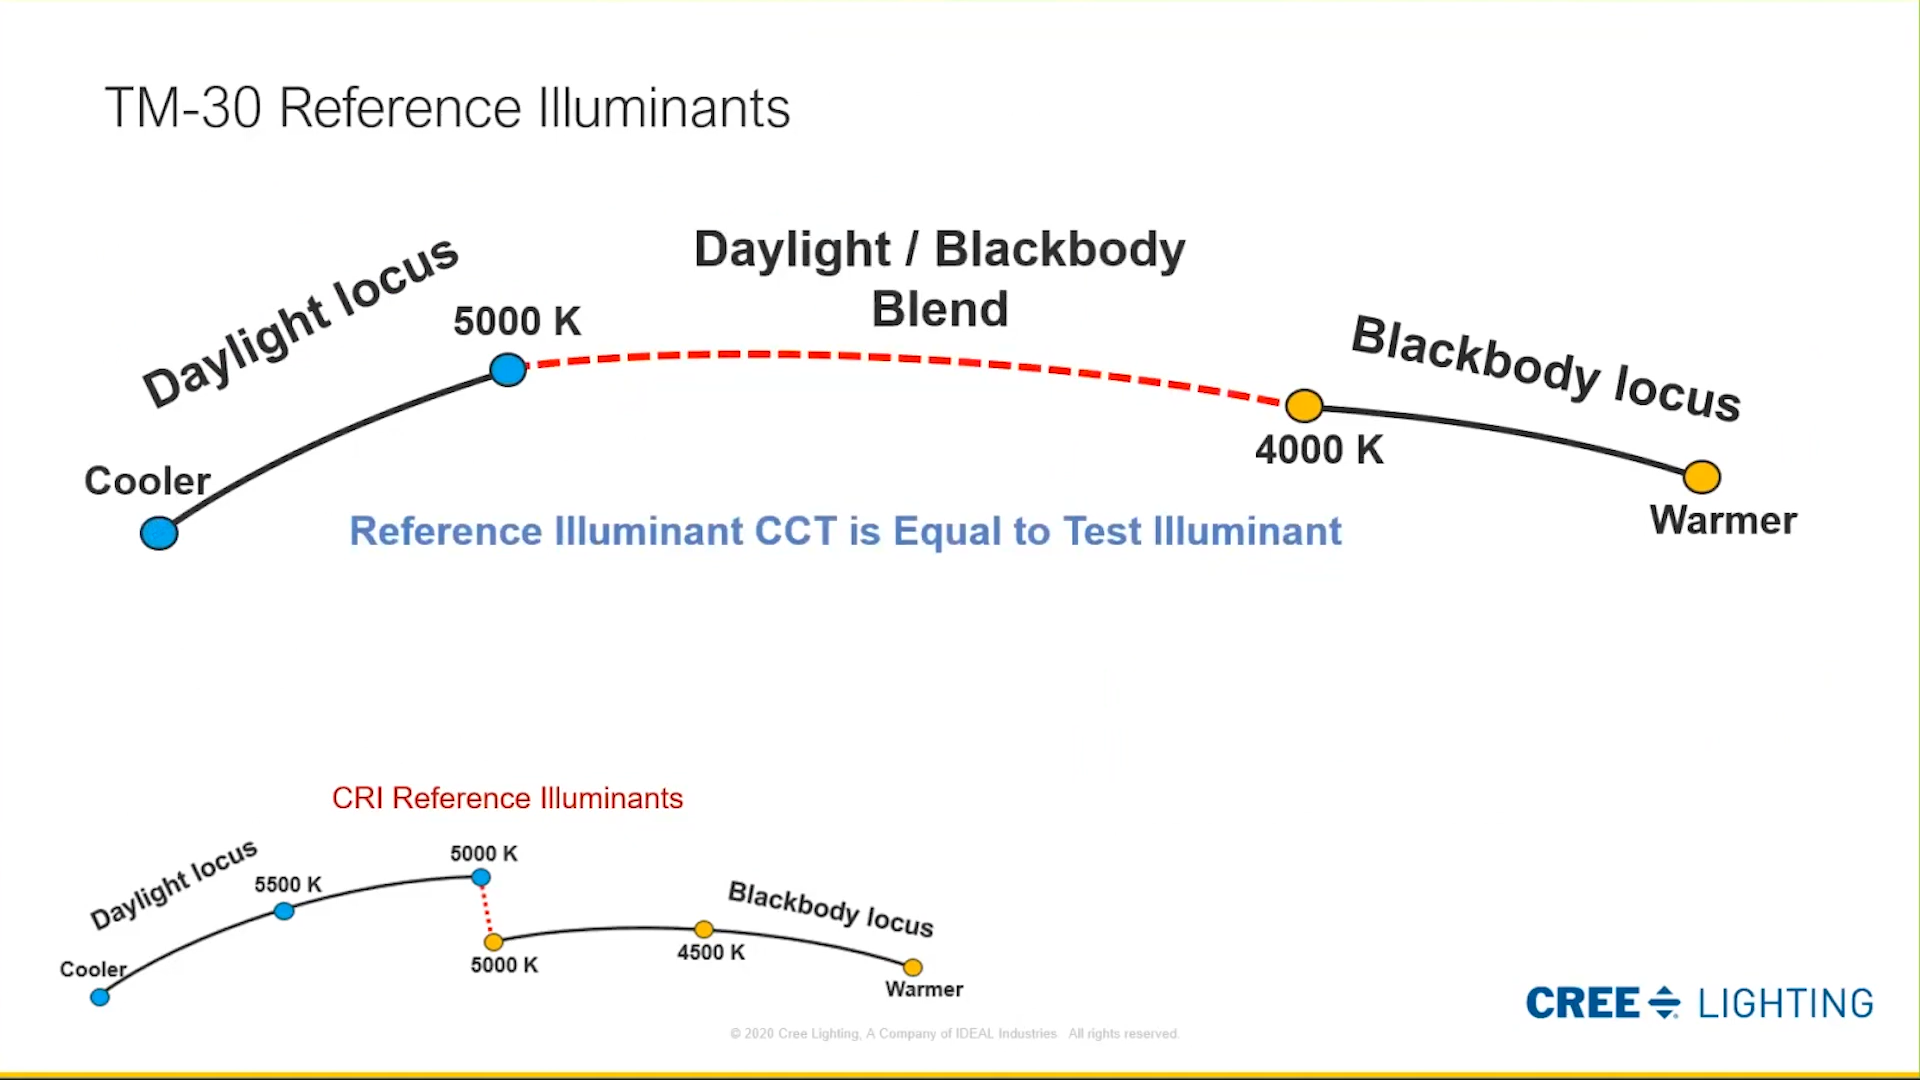 TM-30 Reference Illuminants
Daylight locus
5000 K
Daylight / Blackbody
Blend
Blackbody locus
4000 K
Cooler
Warmer
Reference Illuminant CCT is Equal to Test Illuminant
CRI Reference Illuminants
Daylight locus
5500 K
5000 K
Blackbody locus
Cooler
5000 K
4500 K
Warmer
CREE LIGHTING
© 2020 Cree Lighting, A Company of IDEAL Industries All rights reserved.